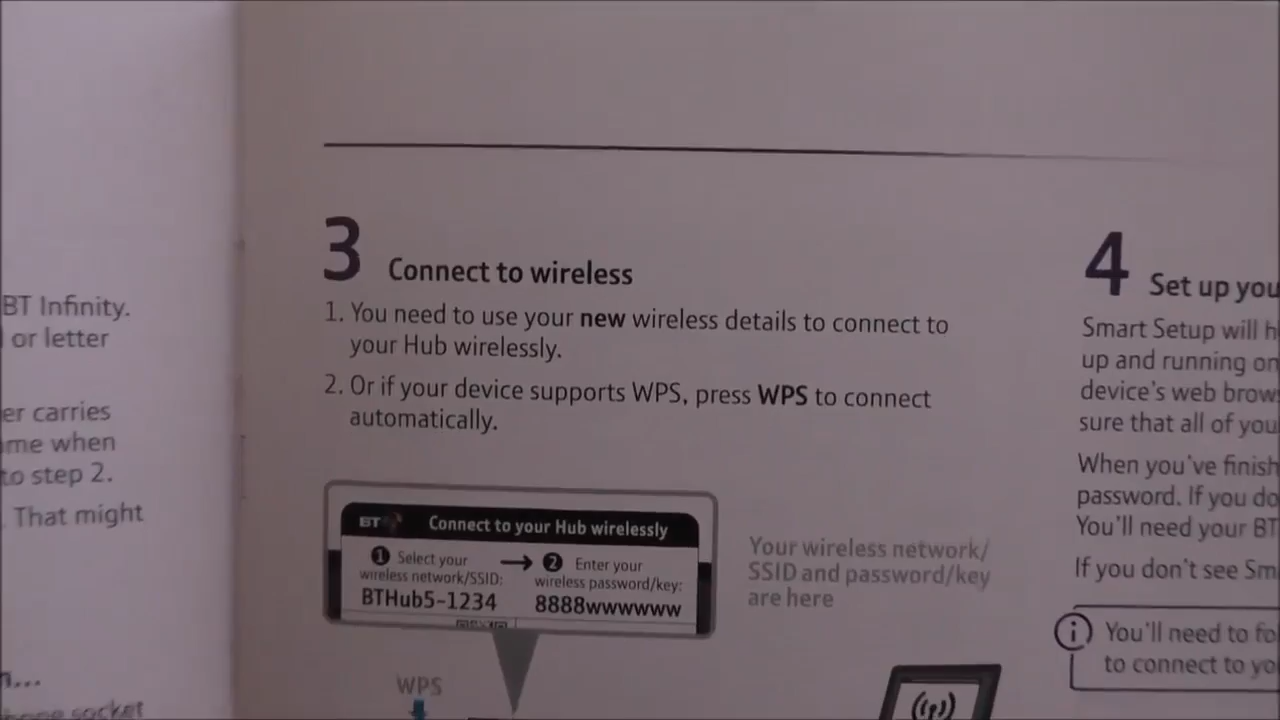 BT Infinity.
or letter
er carries
me when
to step 2.
. That might
3 Connect to wireless
1. You need to use your new wireless details to connect to
your Hub wirelessly.
2. Or if your device supports WPS, press WPS to connect
automatically.
BT Connect to your Hub wirelessly
1 Select your
wireless network/SSID:
BTHub5-1234
2 Enter your
wireless password/key:
8888wwwwww
Your wireless network/
SSID and password/key
are here
WPS
4 Set up you
Smart Setup will h
up and running on
device's web brow
sure that all of you
When you've finish
password. If you do
You'll need your BT
If you don't see Sm
You'll need to fo
to connect to yo